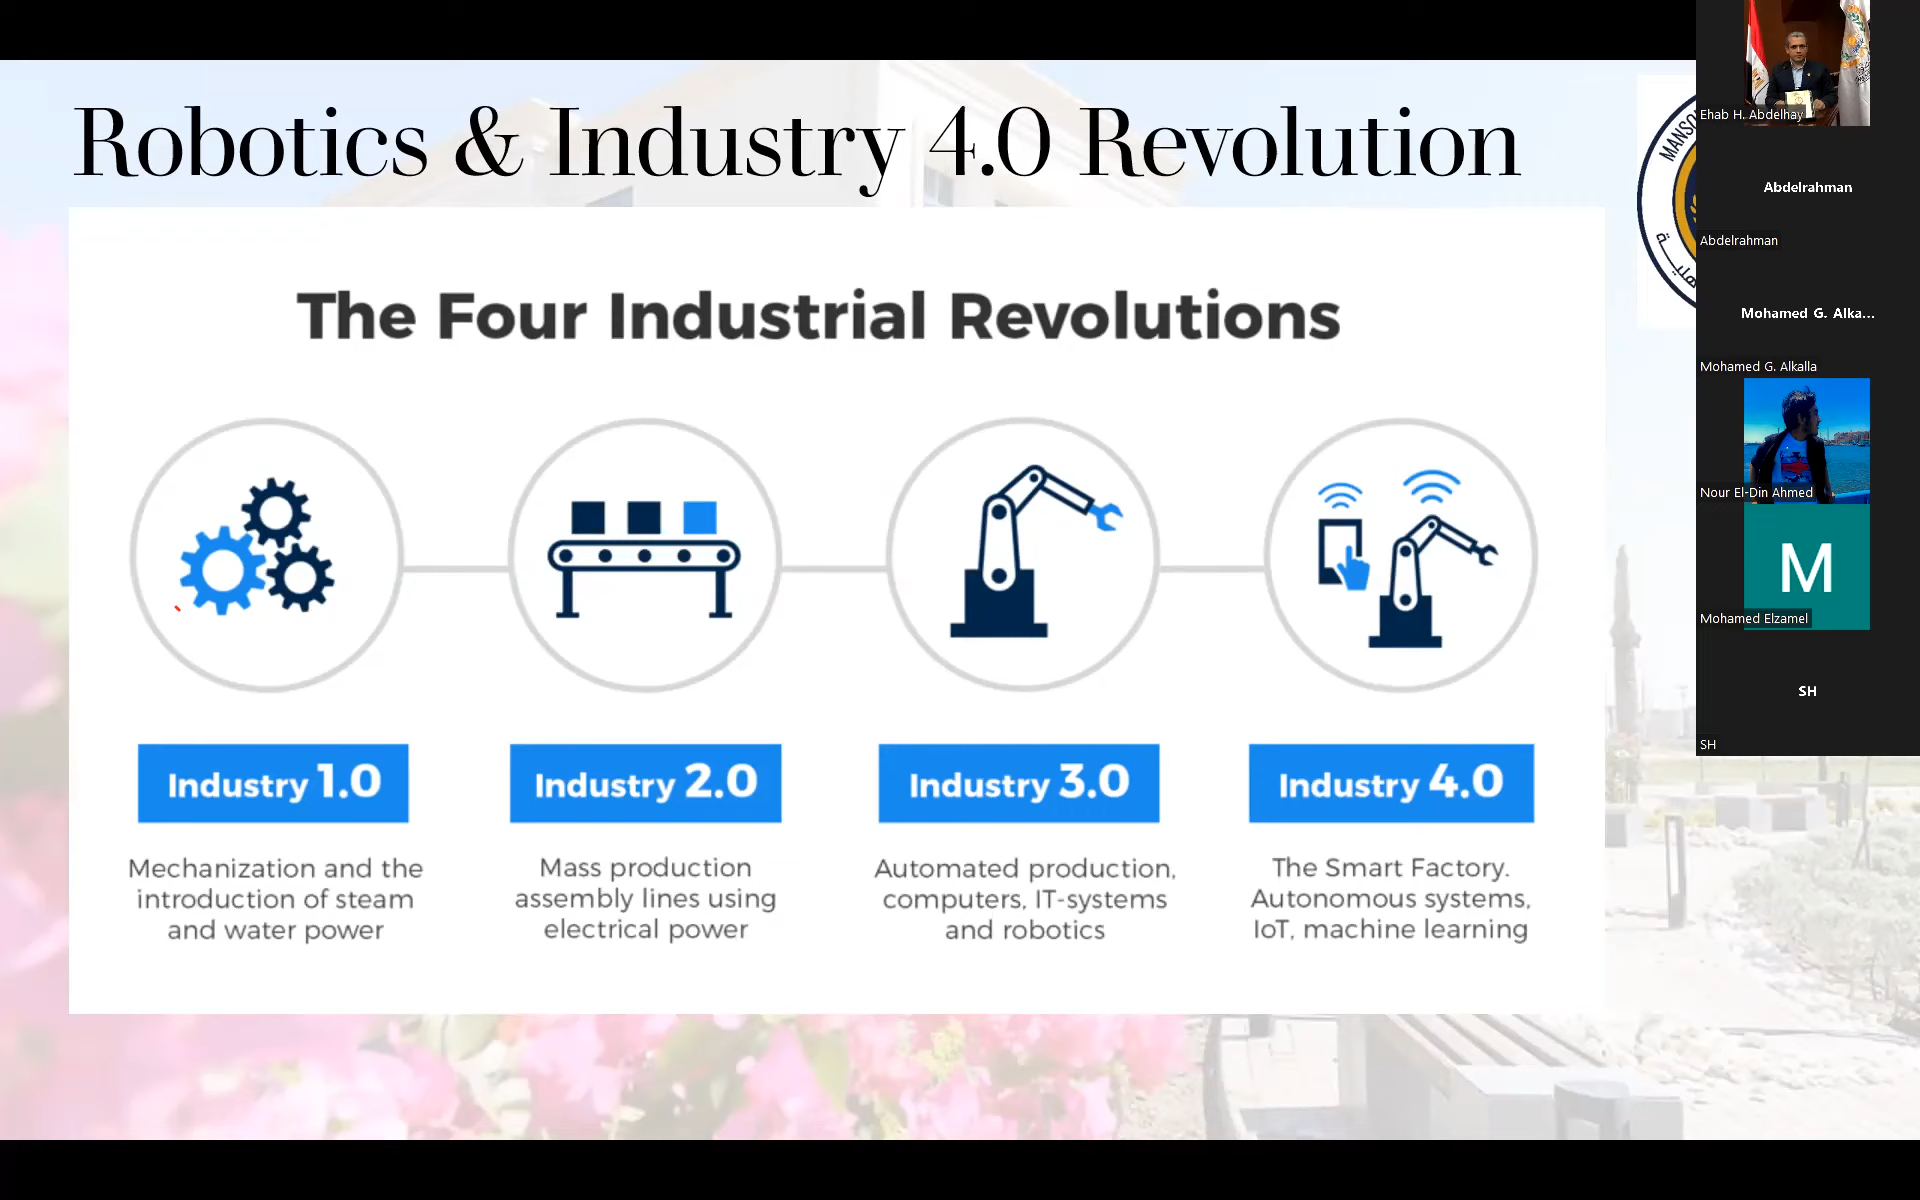 Robotics & Industry 4.0 Revolution
The Four Industrial Revolutions
Industry 1.0
Mechanization and the
introduction of steam
and water power
Industry 2.0
Mass production
assembly lines using
electrical power
Industry 3.0
Automated production,
computers, IT-systems
and robotics
Industry 4.0
The Smart Factory.
Autonomous systems,
IoT, machine learning
Ehab H. Abdelhay
Abdelrahman
Abdelrahman
Mohamed G. Alka...
Mohamed G. Alkalla
Nour El-Din Ahmed
M
Mohamed Elzamel
SH
SH